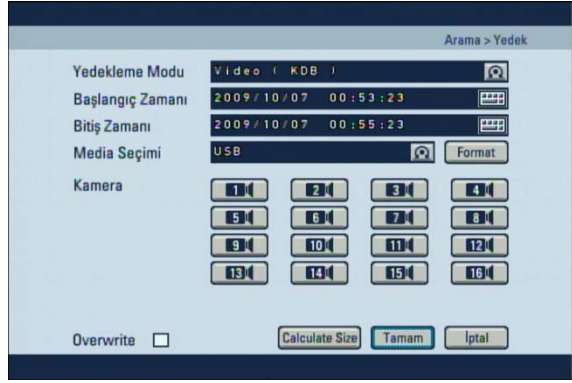 Arama > Yedek
Yedekleme Modu Video ( KDB )
Başlangıç Zamanı 2009/10/07 00:53:23
Bitiş Zamanı 2009/10/07 00:55:23
Media Seçimi USB Format
Kamera 1 2 3 4
5 6 7 8
9 10 11 12
13 14 15 16
Overwrite Calculate Size Tamam İptal